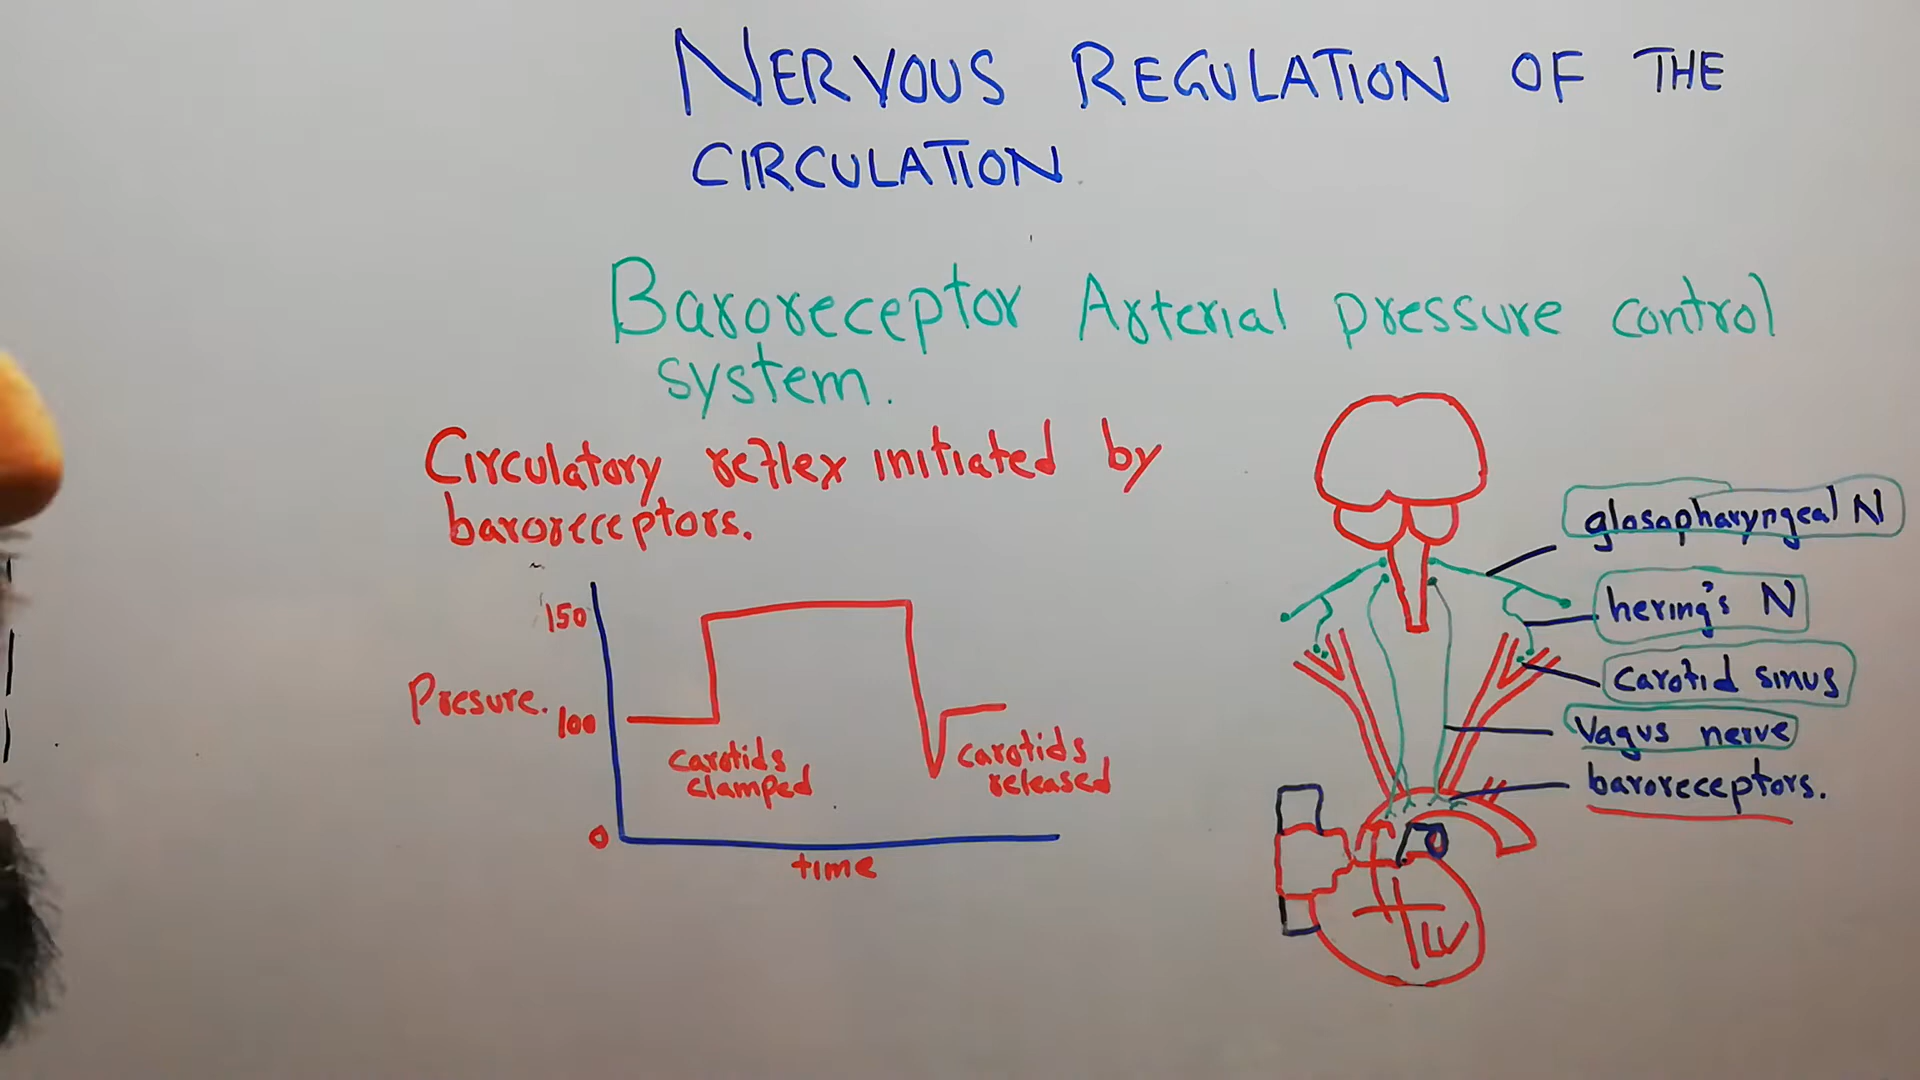 NERVOUS REGULATION OF THE
CIRCULATION
Baroreceptor Arterial pressure control
system.
Circulatory reflex initiated by
baroreceptors.
150
Presure.
100
carotids
clamped
carotids
released
0
time
glosopharyngeal N
hering's N
carotid sinus
Vagus nerve
baroreceptors.
LV